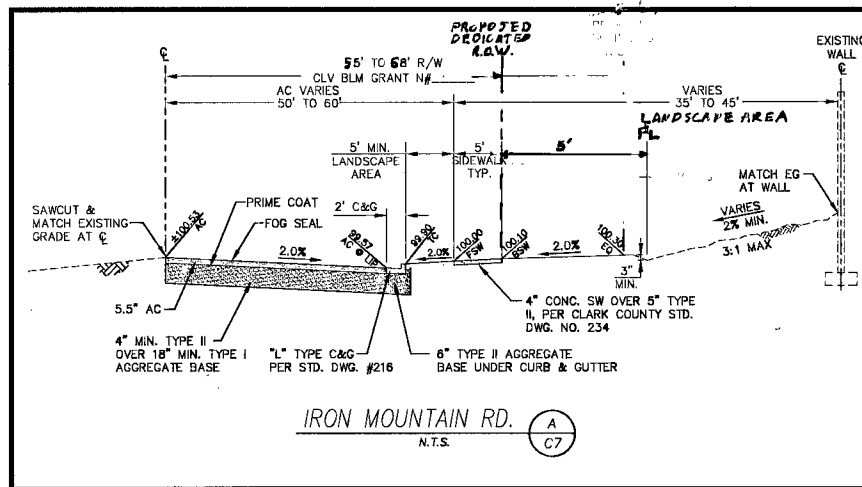 PROPOSED
DEDICATED
R.O.W.
EXISTING
WALL
℄
℄
55' TO 68' R/W
CLV BLM GRANT N#
AC VARIES
50' TO 60'
VARIES
35' TO 45'
LANDSCAPE AREA
PL
5' MIN.
LANDSCAPE
AREA
5'
SIDEWALK
TYP.
5'
MATCH EG
AT WALL
2' C&G
PRIME COAT
FOG SEAL
SAWCUT &
MATCH EXISTING
GRADE AT ℄
±100.53
AC
99.57
AC @ LIP
99.90
TC
100.00
FSW
100.10
BSW
EG
VARIES
2% MIN.
3:1 MAX
2.0%
2.0%
2.0%
3"
MIN.
5.5" AC
4" MIN. TYPE II
OVER 18" MIN. TYPE I
AGGREGATE BASE
"L" TYPE C&G
PER STD. DWG. #216
6" TYPE II AGGREGATE
BASE UNDER CURB & GUTTER
4" CONC. SW OVER 5" TYPE
II, PER CLARK COUNTY STD.
DWG. NO. 234
IRON MOUNTAIN RD.
N.T.S.
A
C7